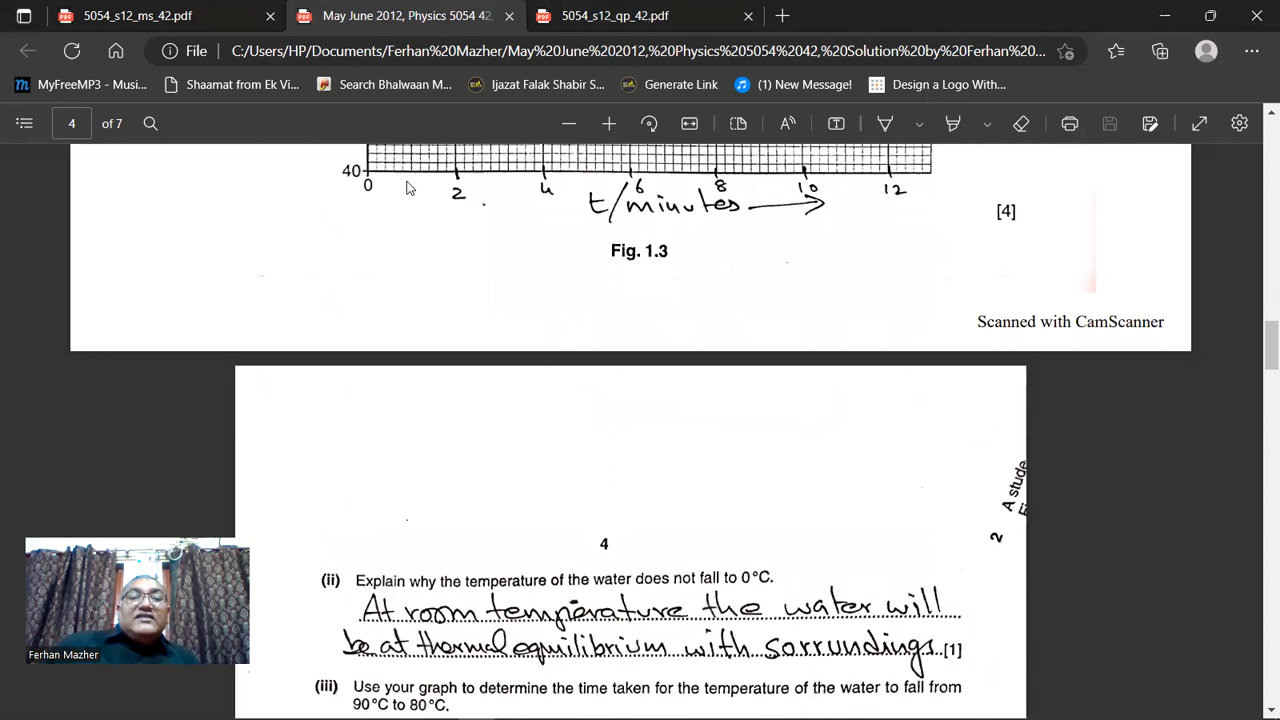 5054_s12_ms_42.pdf
May June 2012, Physics 5054 42,
5054_s12_qp_42.pdf
File
C:/Users/HP/Documents/Ferhan%20Mazher/May%20June%202012,%20Physics%205054%2042,%20Solution%20by%20Ferhan%20...
MyFreeMP3 - Musi...
Shaamat from Ek Vi...
Search Bhalwaan M...
Ijazat Falak Shabir S...
Generate Link
(1) New Message!
Design a Logo With...
4 of 7
40
0 2 4 6 8 10 12
t/minutes
[4]
Fig. 1.3
Scanned with CamScanner
A stude
2
4
(ii) Explain why the temperature of the water does not fall to 0°C.
At room temperature the water will
be at thermal equilibrium with sorrundings. [1]
(iii) Use your graph to determine the time taken for the temperature of the water to fall from
90°C to 80°C.
Ferhan Mazher